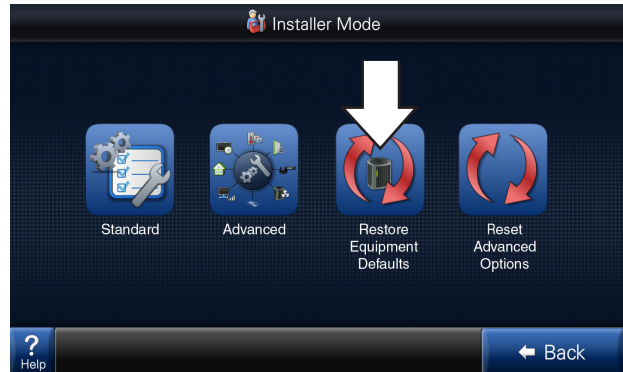 Installer Mode
Standard
Advanced
Restore
Equipment
Defaults
Reset
Advanced
Options
?
Help
Back